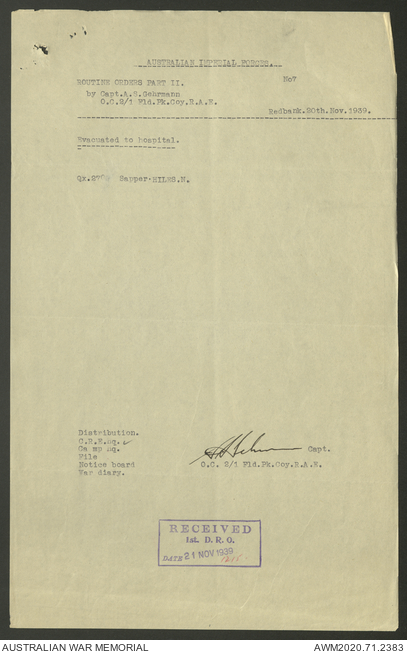 AUSTRALIAN IMPERIAL FORCES.
ROUTINE ORDERS PART II. No7
by Capt.A.S.Gehrmann
O.C.2/1 Fld.Pk.Coy.R.A.E.
Redbank.20th.Nov.1939.
Evacuated to hospital.
Sapper HILES.N.
Distribution.
C.R.E.Hq.
Camp Hq.
File
Notice board
War diary.
Capt.
O.C. 2/1 Fld.Pk.Coy.R.A.E.
RECEIVED
1st. D. R. O.
DATE 21 NOV 1939
AUSTRALIAN WAR MEMORIAL
AWM2020.71.2383